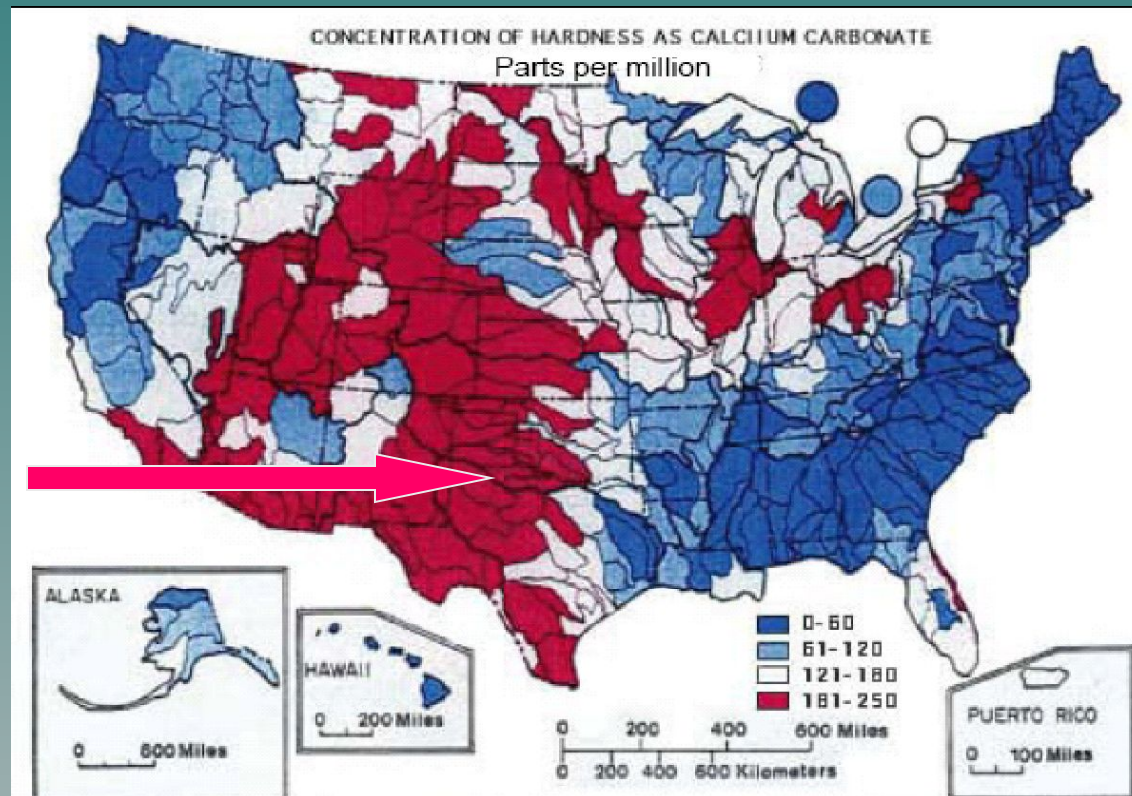 CONCENTRATION OF HARDNESS AS CALCIIUM CARBONATE
Parts per million
ALASKA
0 600 Miles
HAWAII
0 200 Miles
0-60
61-120
121-180
181-250
0 200 400 600 Miles
0 200 400 600 Kilometers
PUERTO RICO
0 100 Miles